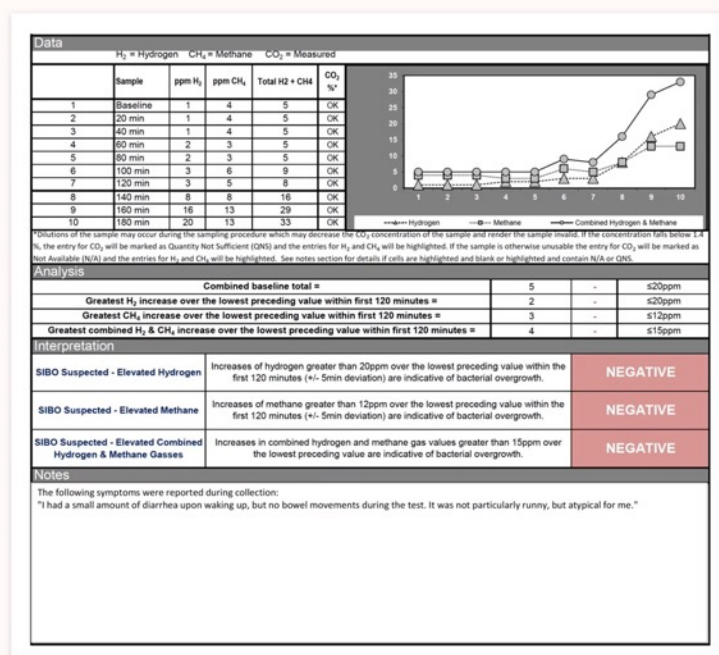 Data
H₂ = Hydrogen CH₄ = Methane CO₂ = Measured
Sample ppm H₂ ppm CH₄ Total H2 + CH4 CO₂ %*
1 Baseline 1 4 5 OK
2 20 min 1 4 5 OK
3 40 min 1 4 5 OK
4 60 min 2 3 5 OK
5 80 min 2 3 5 OK
6 100 min 3 6 9 OK
7 120 min 3 5 8 OK
8 140 min 8 8 16 OK
9 160 min 16 13 29 OK
10 180 min 20 13 33 OK
35
30
25
20
15
10
5
0
1 2 3 4 5 6 7 8 9 10
Hydrogen Methane Combined Hydrogen & Methane
*Dilutions of the sample may occur during the sampling procedure which may decrease the CO₂ concentration of the sample and render the sample invalid. If the concentration falls below 1.4
%, the entry for CO₂ will be marked as Quantity Not Sufficient (QNS) and the entries for H₂ and CH₄ will be highlighted. If the sample is otherwise unusable the entry for CO₂ will be marked as
Not Available (N/A) and the entries for H₂ and CH₄ will be highlighted. See notes section for details if cells are highlighted and blank or highlighted and contain N/A or QNS.
Analysis
Combined baseline total = 5 - ≤20ppm
Greatest H₂ increase over the lowest preceding value within first 120 minutes = 2 - ≤20ppm
Greatest CH₄ increase over the lowest preceding value within first 120 minutes = 3 - ≤12ppm
Greatest combined H₂ & CH₄ increase over the lowest preceding value within first 120 minutes = 4 - ≤15ppm
Interpretation
SIBO Suspected - Elevated Hydrogen
Increases of hydrogen greater than 20ppm over the lowest preceding value within the
first 120 minutes (+/- 5min deviation) are indicative of bacterial overgrowth.
NEGATIVE
SIBO Suspected - Elevated Methane
Increases of methane greater than 12ppm over the lowest preceding value within the
first 120 minutes (+/- 5min deviation) are indicative of bacterial overgrowth.
NEGATIVE
SIBO Suspected - Elevated Combined
Hydrogen & Methane Gasses
Increases in combined hydrogen and methane gas values greater than 15ppm over
the lowest preceding value are indicative of bacterial overgrowth.
NEGATIVE
Notes
The following symptoms were reported during collection:
"I had a small amount of diarrhea upon waking up, but no bowel movements during the test. It was not particularly runny, but atypical for me."